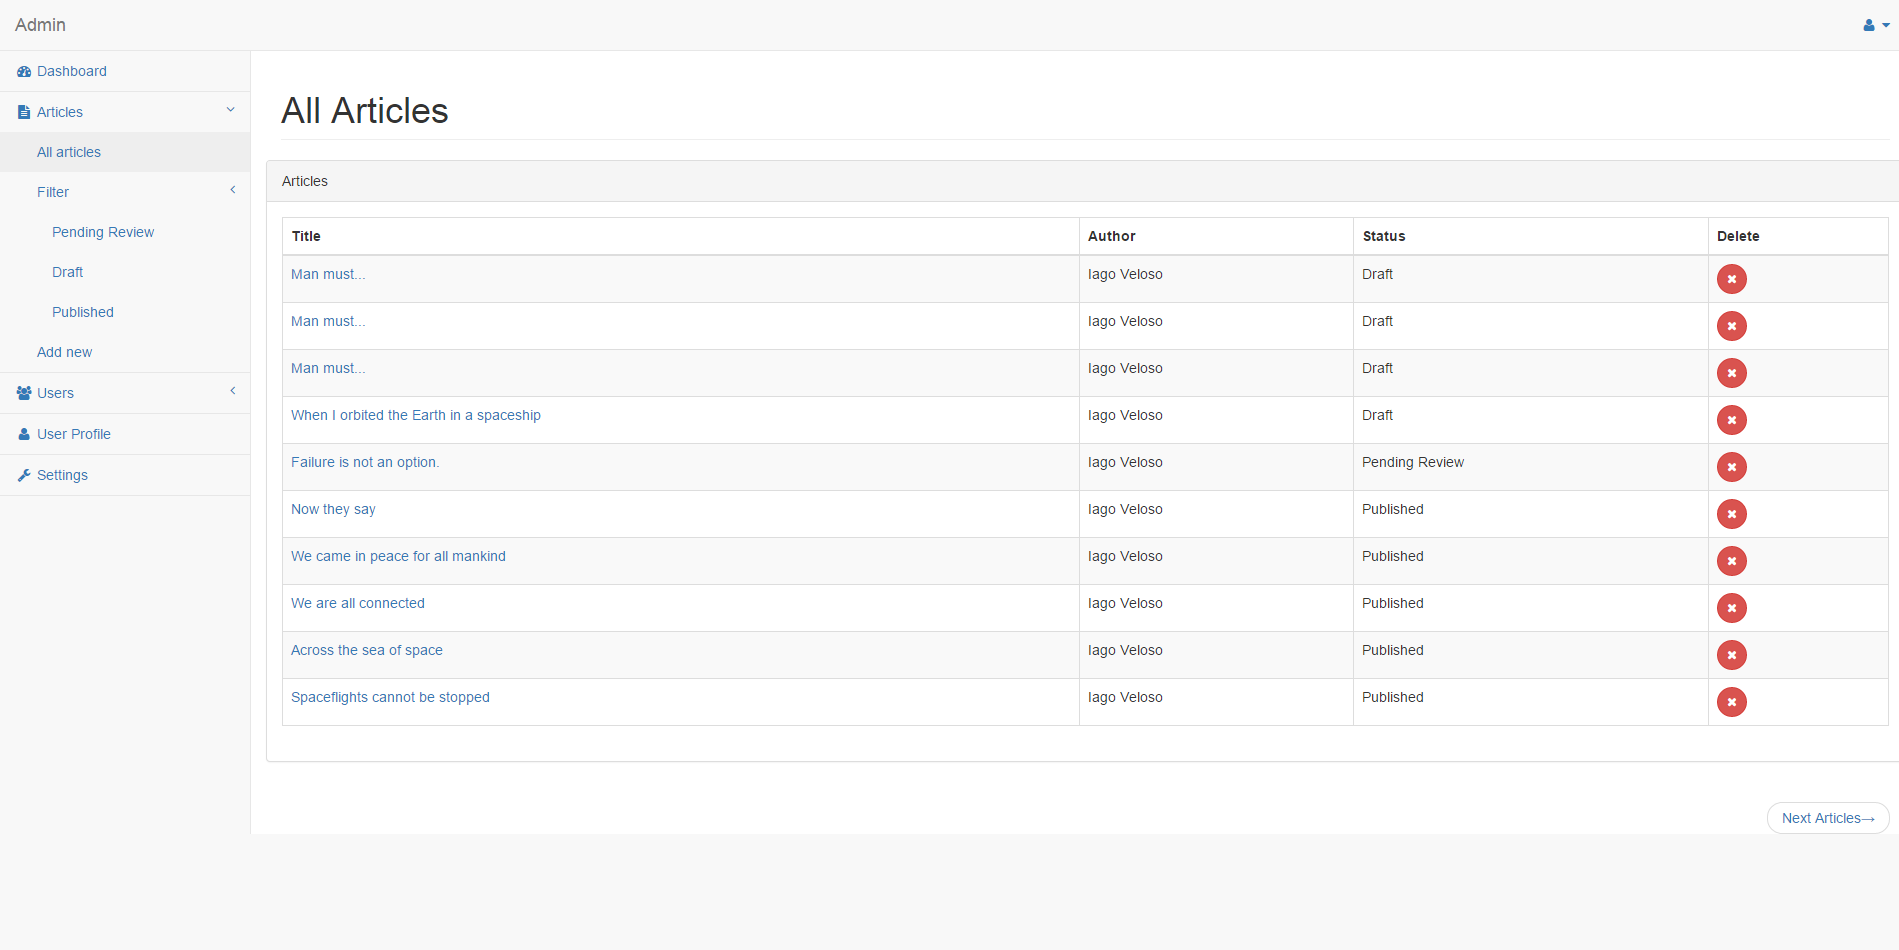 Admin
Dashboard
Articles
All articles
Filter
Pending Review
Draft
Published
Add new
Users
User Profile
Settings
All Articles
Articles
Title Author Status Delete
Man must... Iago Veloso Draft
Man must... Iago Veloso Draft
Man must... Iago Veloso Draft
When I orbited the Earth in a spaceship Iago Veloso Draft
Failure is not an option. Iago Veloso Pending Review
Now they say Iago Veloso Published
We came in peace for all mankind Iago Veloso Published
We are all connected Iago Veloso Published
Across the sea of space Iago Veloso Published
Spaceflights cannot be stopped Iago Veloso Published
Next Articles→